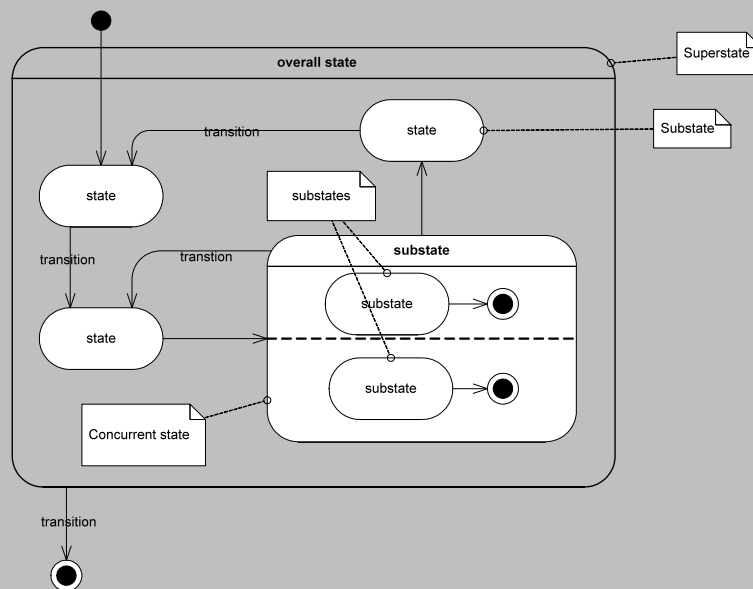 overall state
Superstate
transition
state
Substate
state
substates
transition
transtion
substate
substate
state
substate
Concurrent state
transition